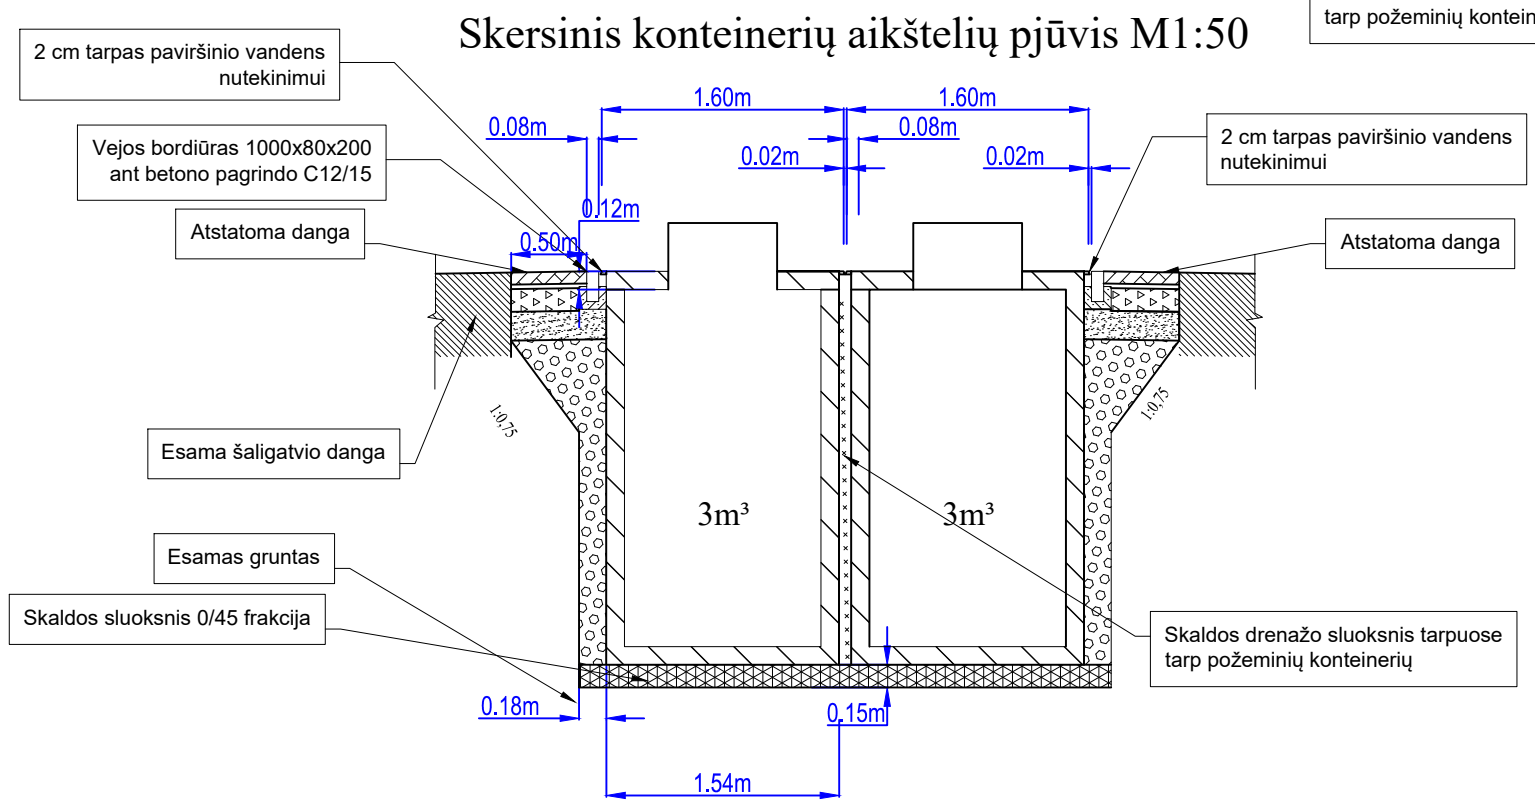 Skersinis konteinerių aikštelių pjūvis M1:50
tarp požeminių kontein
2 cm tarpas paviršinio vandens
nutekinimui
Vejos bordiūras 1000x80x200
ant betono pagrindo C12/15
Atstatoma danga
1.60m
1.60m
0.08m
0.08m
0.02m
0.02m
2 cm tarpas paviršinio vandens
nutekinimui
Atstatoma danga
0.12m
0.50m
1:0,75
1:0,75
Esama šaligatvio danga
3m³
3m³
Esamas gruntas
Skaldos sluoksnis 0/45 frakcija
Skaldos drenažo sluoksnis tarpuose
tarp požeminių konteinerių
0.18m
0.15m
1.54m